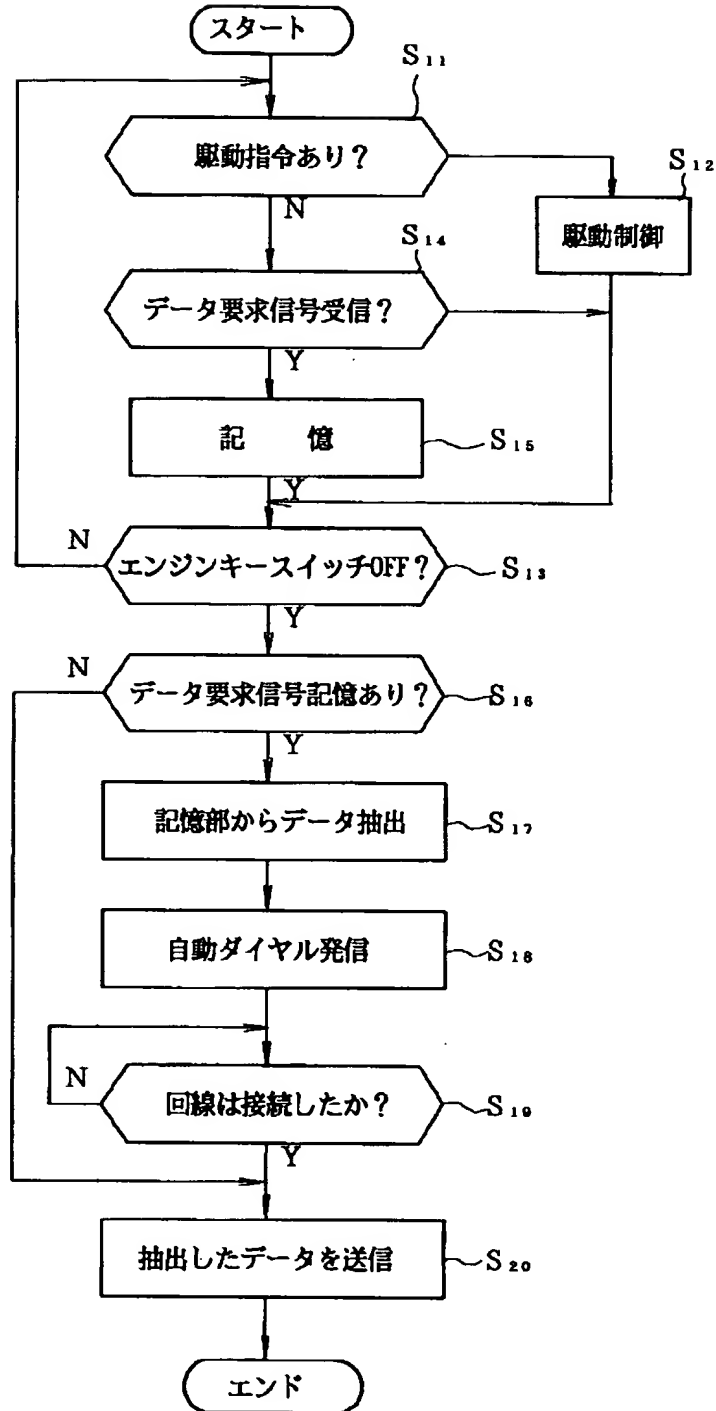 スタート
S₁₁
駆動指令あり?
S₁₂
N
駆動制御
S₁₄
データ要求信号受信?
Y
記 憶
S₁₅
Y
N
エンジンキースイッチOFF?
S₁₃
Y
N
データ要求信号記憶あり?
S₁₆
Y
記憶部からデータ抽出
S₁₇
自動ダイヤル発信
S₁₈
N
回線は接続したか?
S₁₉
Y
抽出したデータを送信
S₂₀
エンド